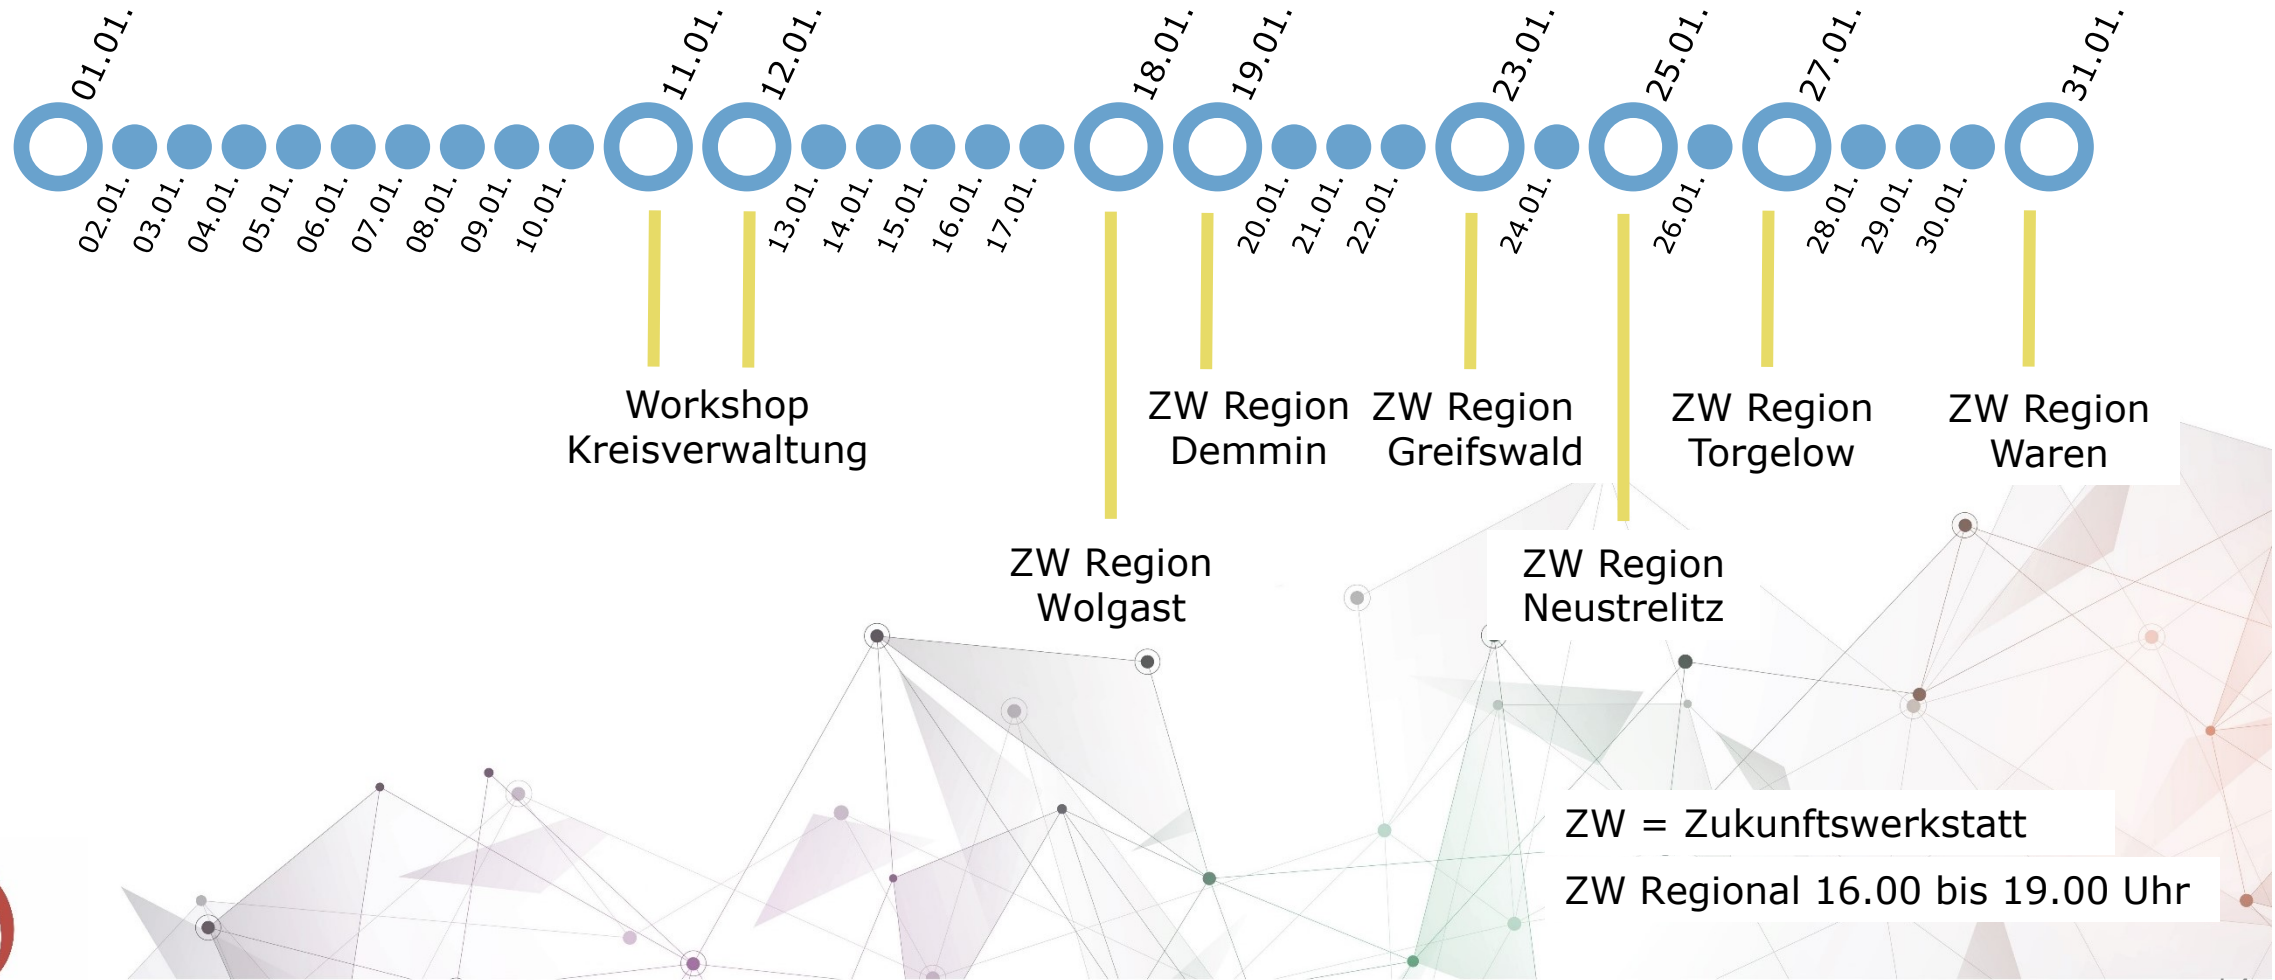 01.01.
11.01.
12.01.
18.01.
19.01.
23.01.
25.01.
27.01.
31.01.
02.01.
03.01.
04.01.
05.01.
06.01.
07.01.
08.01.
09.01.
10.01.
13.01.
14.01.
15.01.
16.01.
17.01.
20.01.
21.01.
22.01.
24.01.
26.01.
28.01.
29.01.
30.01.
Workshop
Kreisverwaltung
ZW Region
Demmin
ZW Region
Greifswald
ZW Region
Torgelow
ZW Region
Waren
ZW Region
Wolgast
ZW Region
Neustrelitz
ZW = Zukunftswerkstatt
ZW Regional 16.00 bis 19.00 Uhr